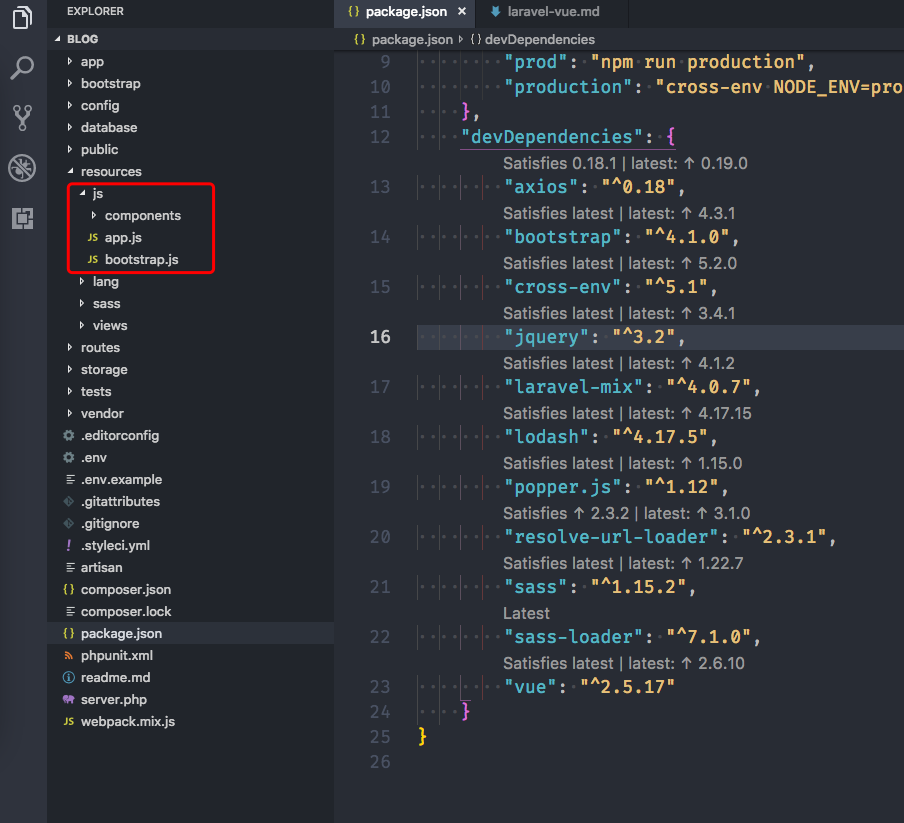 EXPLORER
BLOG
app
bootstrap
config
database
public
resources
js
components
JS app.js
JS bootstrap.js
lang
sass
views
routes
storage
tests
vendor
.editorconfig
.env
.env.example
.gitattributes
.gitignore
! .styleci.yml
artisan
{} composer.json
composer.lock
{} package.json
phpunit.xml
readme.md
server.php
JS webpack.mix.js
{} package.json × laravel-vue.md
{} package.json ▸ {} devDependencies
9 "prod": "npm run production",
10 "production": "cross-env NODE_ENV=pro
11 },
12 "devDependencies": {
Satisfies 0.18.1 | latest: ↑ 0.19.0
13 "axios": "^0.18",
Satisfies latest | latest: ↑ 4.3.1
14 "bootstrap": "^4.1.0",
Satisfies latest | latest: ↑ 5.2.0
15 "cross-env": "^5.1",
Satisfies latest | latest: ↑ 3.4.1
16 "jquery": "^3.2",
Satisfies latest | latest: ↑ 4.1.2
17 "laravel-mix": "^4.0.7",
Satisfies latest | latest: ↑ 4.17.15
18 "lodash": "^4.17.5",
Satisfies latest | latest: ↑ 1.15.0
19 "popper.js": "^1.12",
Satisfies ↑ 2.3.2 | latest: ↑ 3.1.0
20 "resolve-url-loader": "^2.3.1",
Satisfies latest | latest: ↑ 1.22.7
21 "sass": "^1.15.2",
Latest
22 "sass-loader": "^7.1.0",
Satisfies latest | latest: ↑ 2.6.10
23 "vue": "^2.5.17"
24 }
25 }
26